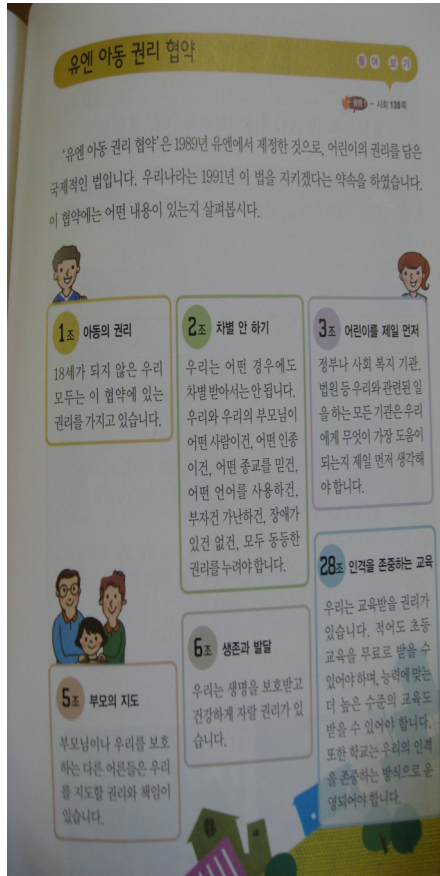 유엔 아동 권리 협약
들 어 보 기
- 사회 138쪽
'유엔 아동 권리 협약'은 1989년 유엔에서 제정한 것으로, 어린이의 권리를 담은
국제적인 법입니다. 우리나라는 1991년 이 법을 지키겠다는 약속을 하였습니다.
이 협약에는 어떤 내용이 있는지 살펴봅시다.
1조 아동의 권리
18세가 되지 않은 우리
모두는 이 협약에 있는
권리를 가지고 있습니다.
2조 차별 안 하기
우리는 어떤 경우에도
차별 받아서는 안 됩니다.
우리와 우리의 부모님이
어떤 사람이건, 어떤 인종
이건, 어떤 종교를 믿건,
어떤 언어를 사용하건,
부자건 가난하건, 장애가
있건 없건, 모두 동등한
권리를 누려야 합니다.
3조 어린이를 제일 먼저
정부나 사회 복지 기관,
법원 등 우리와 관련된 일
을 하는 모든 기관은 우리
에게 무엇이 가장 도움이
되는지 제일 먼저 생각해
야 합니다.
5조 부모의 지도
부모님이나 우리를 보호
하는 다른 어른들은 우리
를 지도할 권리와 책임이
있습니다.
6조 생존과 발달
우리는 생명을 보호받고
건강하게 자랄 권리가 있
습니다.
28조 인격을 존중하는 교육
우리는 교육받을 권리가
있습니다. 적어도 초등
교육을 무료로 받을 수
있어야 하며, 능력에 맞는
더 높은 수준의 교육도
받을 수 있어야 합니다.
또한 학교는 우리의 인격
을 존중하는 방식으로 운
영되어야 합니다.